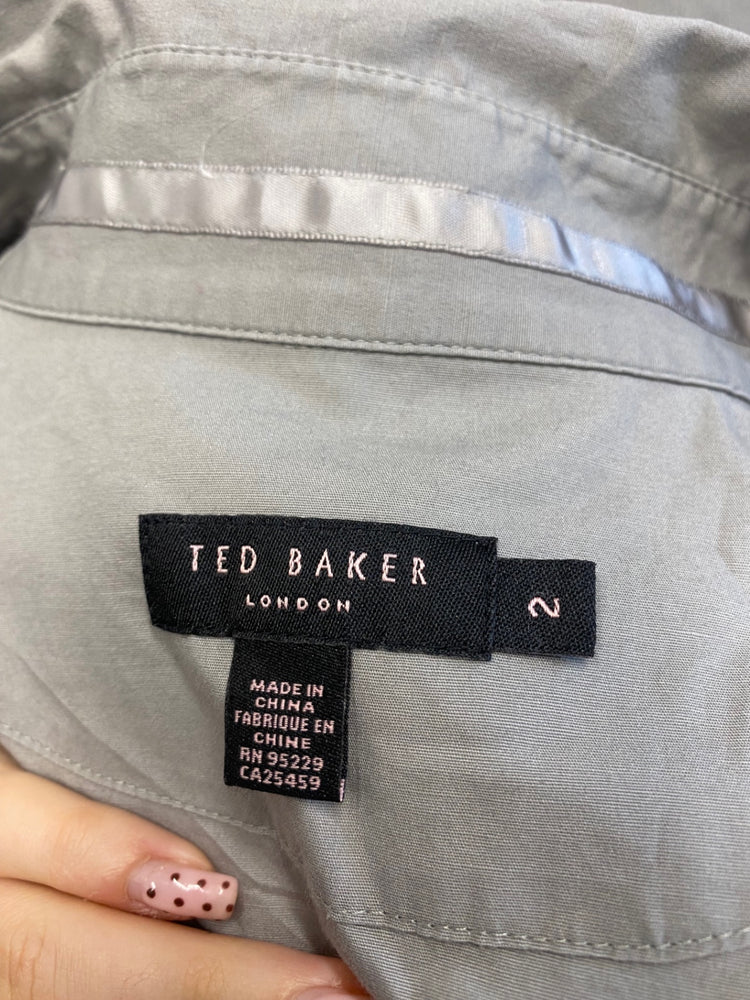 TED BAKER
LONDON
2
MADE IN
CHINA
FABRIQUE EN
CHINE
RN 95229
CA25459